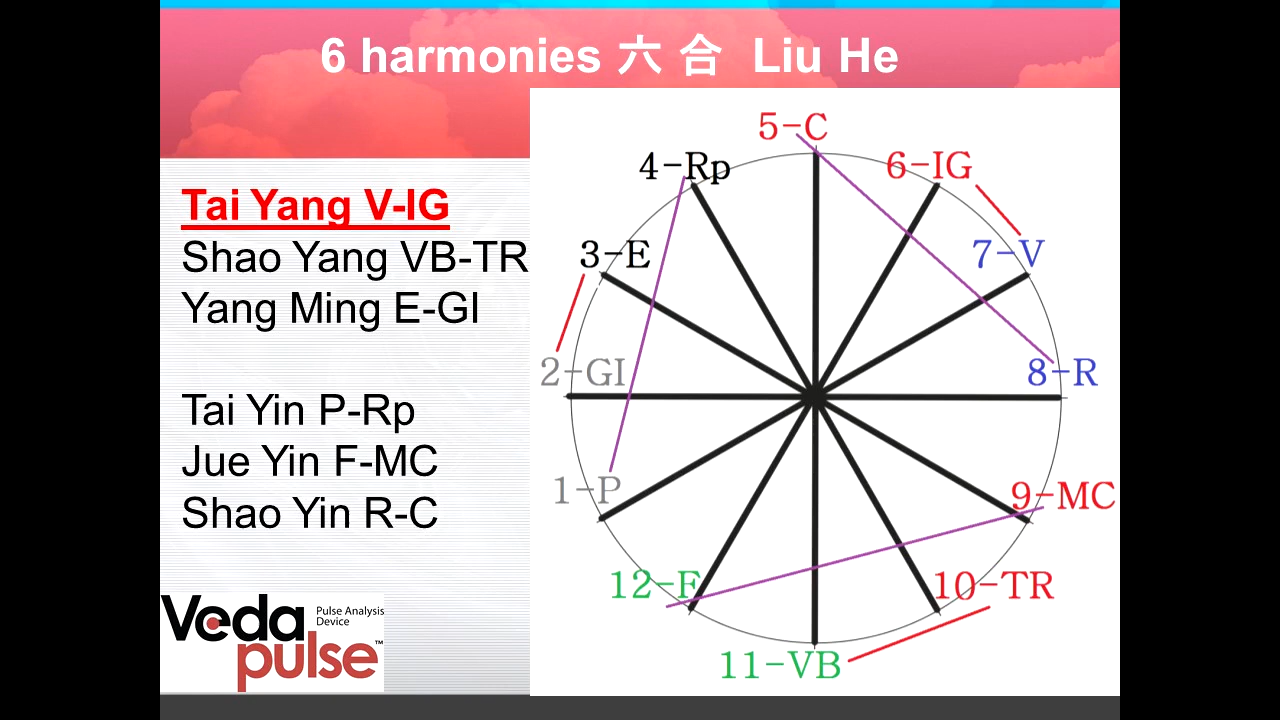 6 harmonies 六 合 Liu He
Tai Yang V-IG
Shao Yang VB-TR
Yang Ming E-GI
Tai Yin P-Rp
Jue Yin F-MC
Shao Yin R-C
5-C
4-Rp
6-IG
3-E
7-V
2-GI
8-R
1-P
9-MC
12-F
10-TR
11-VB
Veda
pulse™
Pulse Analysis
Device